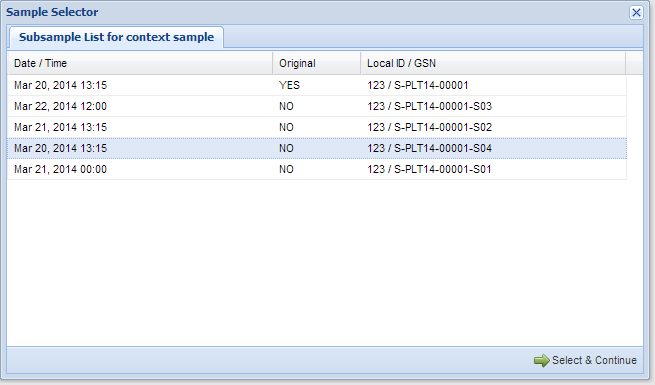 Sample Selector
Subsample List for context sample
Date / Time Original Local ID / GSN
Mar 20, 2014 13:15 YES 123 / S-PLT14-00001
Mar 22, 2014 12:00 NO 123 / S-PLT14-00001-S03
Mar 21, 2014 13:15 NO 123 / S-PLT14-00001-S02
Mar 20, 2014 13:15 NO 123 / S-PLT14-00001-S04
Mar 21, 2014 00:00 NO 123 / S-PLT14-00001-S01
Select & Continue